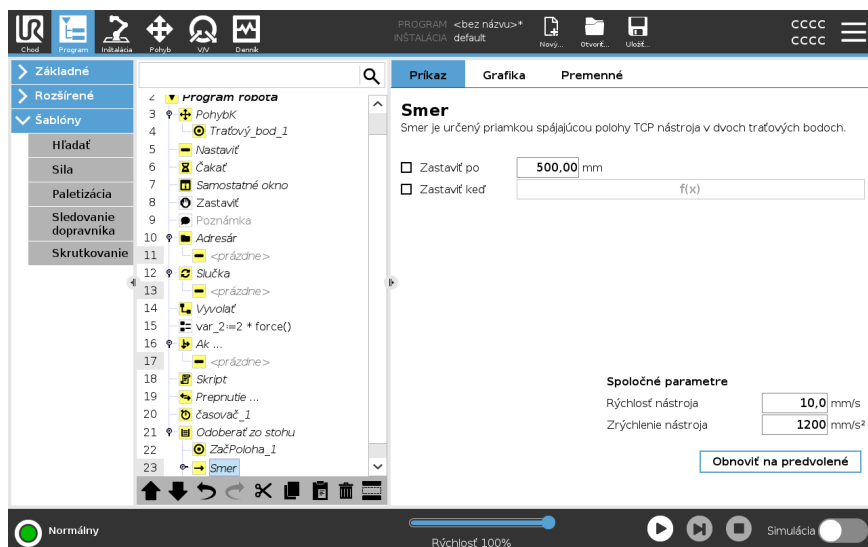 UR
Chod
Program
Inštalácia
Pohyb
V/V
Denník
PROGRAM <bez názvu>*
INŠTALÁCIA default
Nový...
Otvoriť...
Uložiť...
CCCC
CCCC
Základné
Rozšírené
Šablóny
Hľadať
Sila
Paletizácia
Sledovanie
dopravníka
Skrutkovanie
2 Program robota
3 PohybK
4 Traťový_bod_1
5 Nastaviť
6 Čakať
7 Samostatné okno
8 Zastaviť
9 Poznámka
10 Adresár
11 <prázdne>
12 Slučka
13 <prázdne>
14 Vyvolať
15 var_2:=2 * force()
16 Ak ...
17 <prázdne>
18 Skript
19 Prepnutie ...
20 časovač_1
21 Odoberať zo stohu
22 ZačPoloha_1
23 Smer
Príkaz
Grafika
Premenné
Smer
Smer je určený priamkou spájajúcou polohy TCP nástroja v dvoch traťových bodoch.
Zastaviť po 500,00 mm
Zastaviť keď f(x)
Spoločné parametre
Rýchlosť nástroja 10,0 mm/s
Zrýchlenie nástroja 1200 mm/s²
Obnoviť na predvolené
Normálny
Rýchlosť 100%
Simulácia